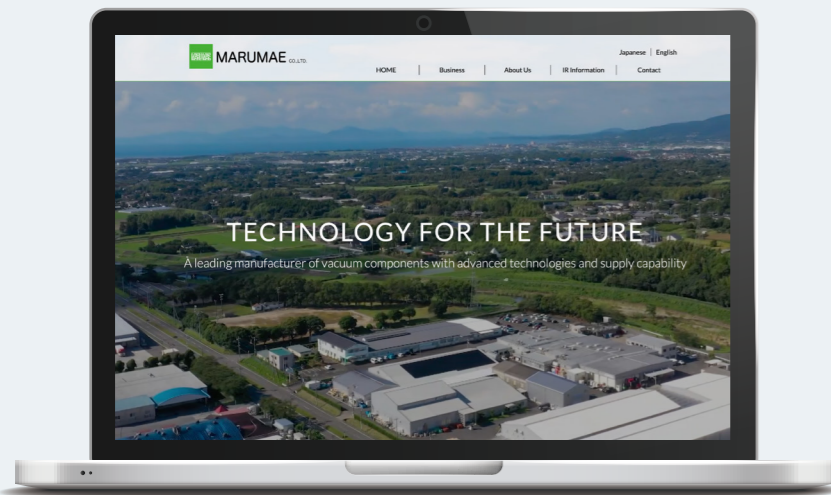 MARUMAE CO.,LTD.
Japanese | English
HOME | Business | About Us | IR Information | Contact
TECHNOLOGY FOR THE FUTURE
A leading manufacturer of vacuum components with advanced technologies and supply capability